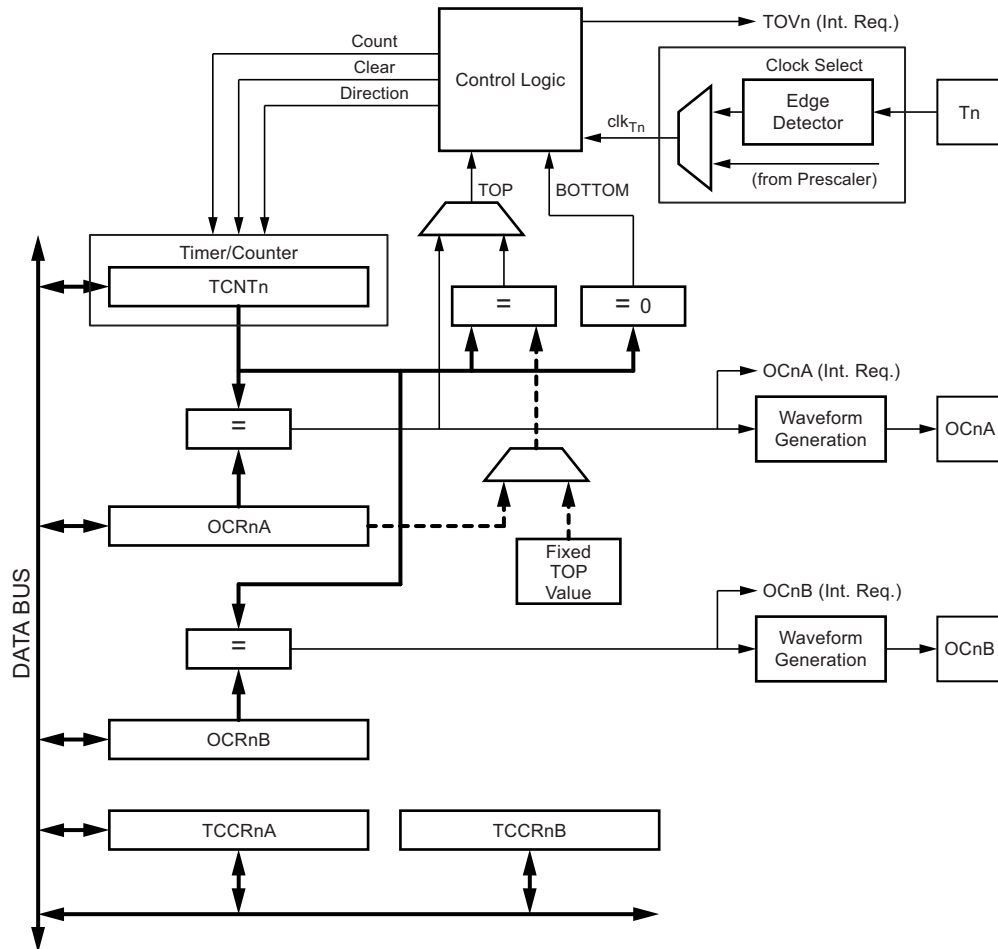 Count
Clear
Direction
Control Logic
TOVn (Int. Req.)
Clock Select
Edge
Detector
Tn
clkTn
(from Prescaler)
TOP
BOTTOM
Timer/Counter
TCNTn
=
= 0
OCnA (Int. Req.)
=
Waveform
Generation
OCnA
OCRnA
Fixed
TOP
Value
DATA BUS
OCnB (Int. Req.)
=
Waveform
Generation
OCnB
OCRnB
TCCRnA
TCCRnB